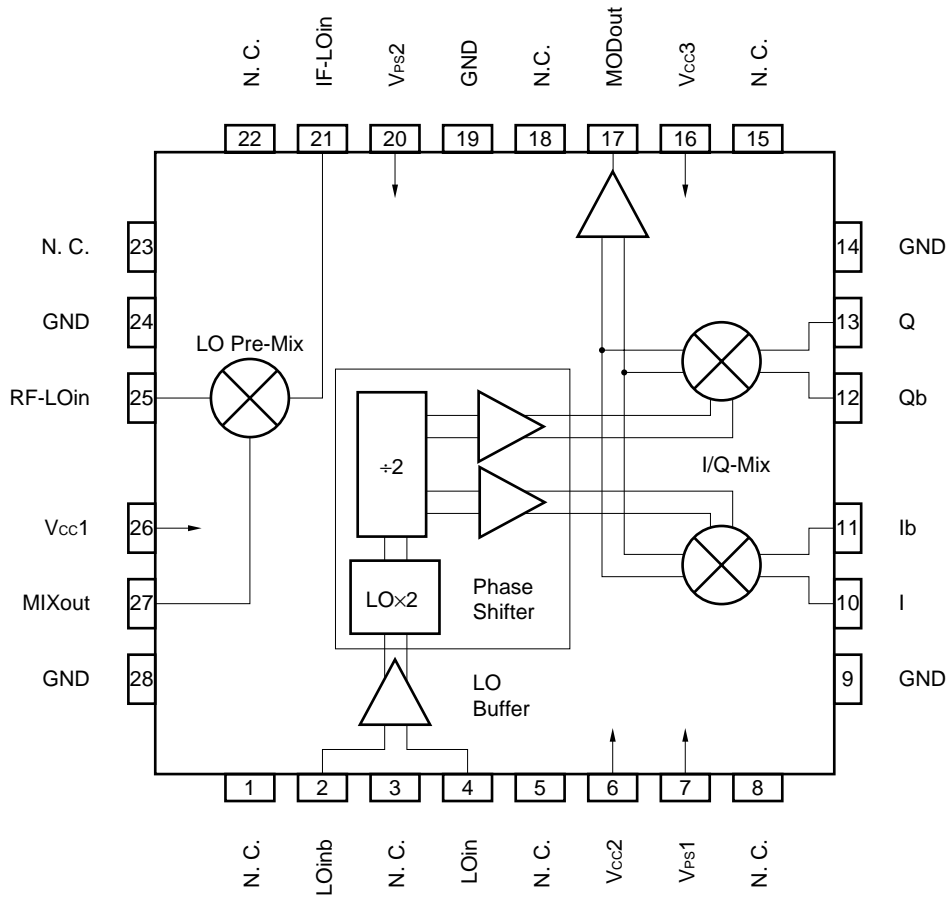 N. C.
IF-LOin
VPS2
GND
N.C.
MODout
VCC3
N. C.
22
21
20
19
18
17
16
15
N. C.
23
14
GND
GND
24
13
Q
LO Pre-Mix
RF-LOin
25
12
Qb
÷2
I/Q-Mix
VCC1
26
11
Ib
MIXout
27
LO×2
Phase
Shifter
10
I
GND
28
LO
Buffer
9
GND
1
2
3
4
5
6
7
8
N. C.
LOinb
N. C.
LOin
N. C.
VCC2
VPS1
N. C.